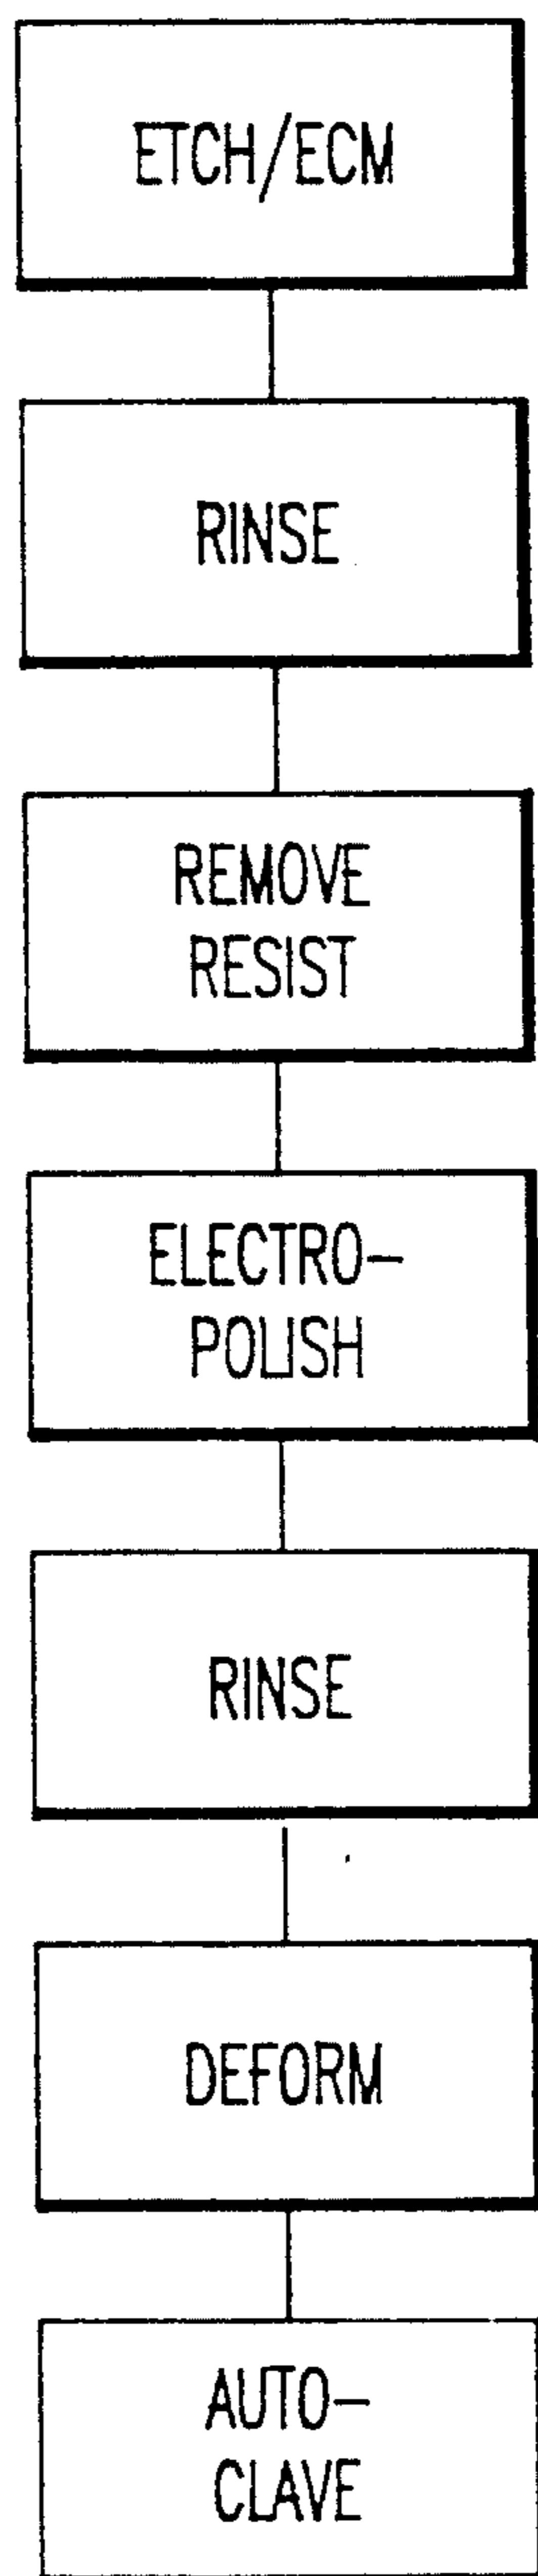 ETCH/ECM
RINSE
REMOVE
RESIST
ELECTRO-
POLISH
RINSE
DEFORM
AUTO-
CLAVE